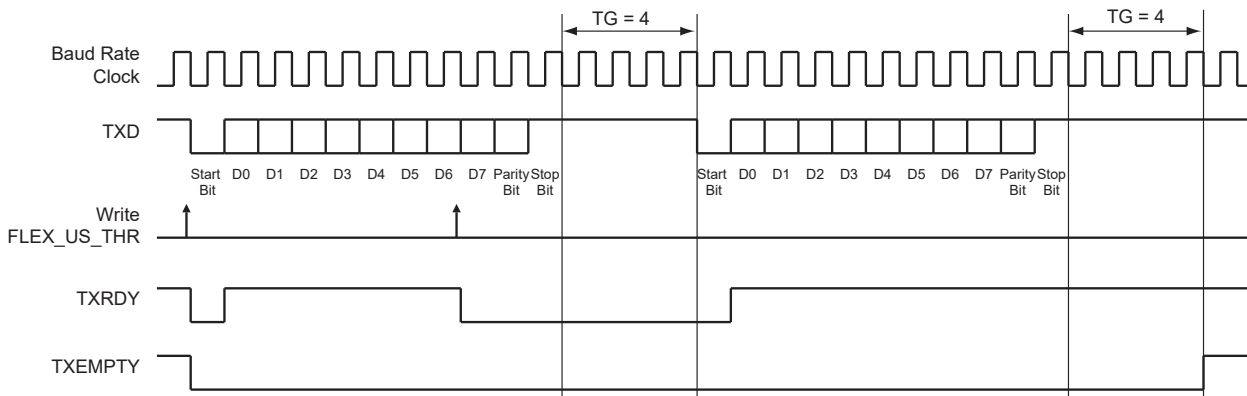 TG = 4
TG = 4
Baud Rate
Clock
TXD
Start D0 D1 D2 D3 D4 D5 D6 D7 Parity Stop
Bit Bit Bit
Start D0 D1 D2 D3 D4 D5 D6 D7 Parity Stop
Bit Bit Bit
Write
FLEX_US_THR
TXRDY
TXEMPTY